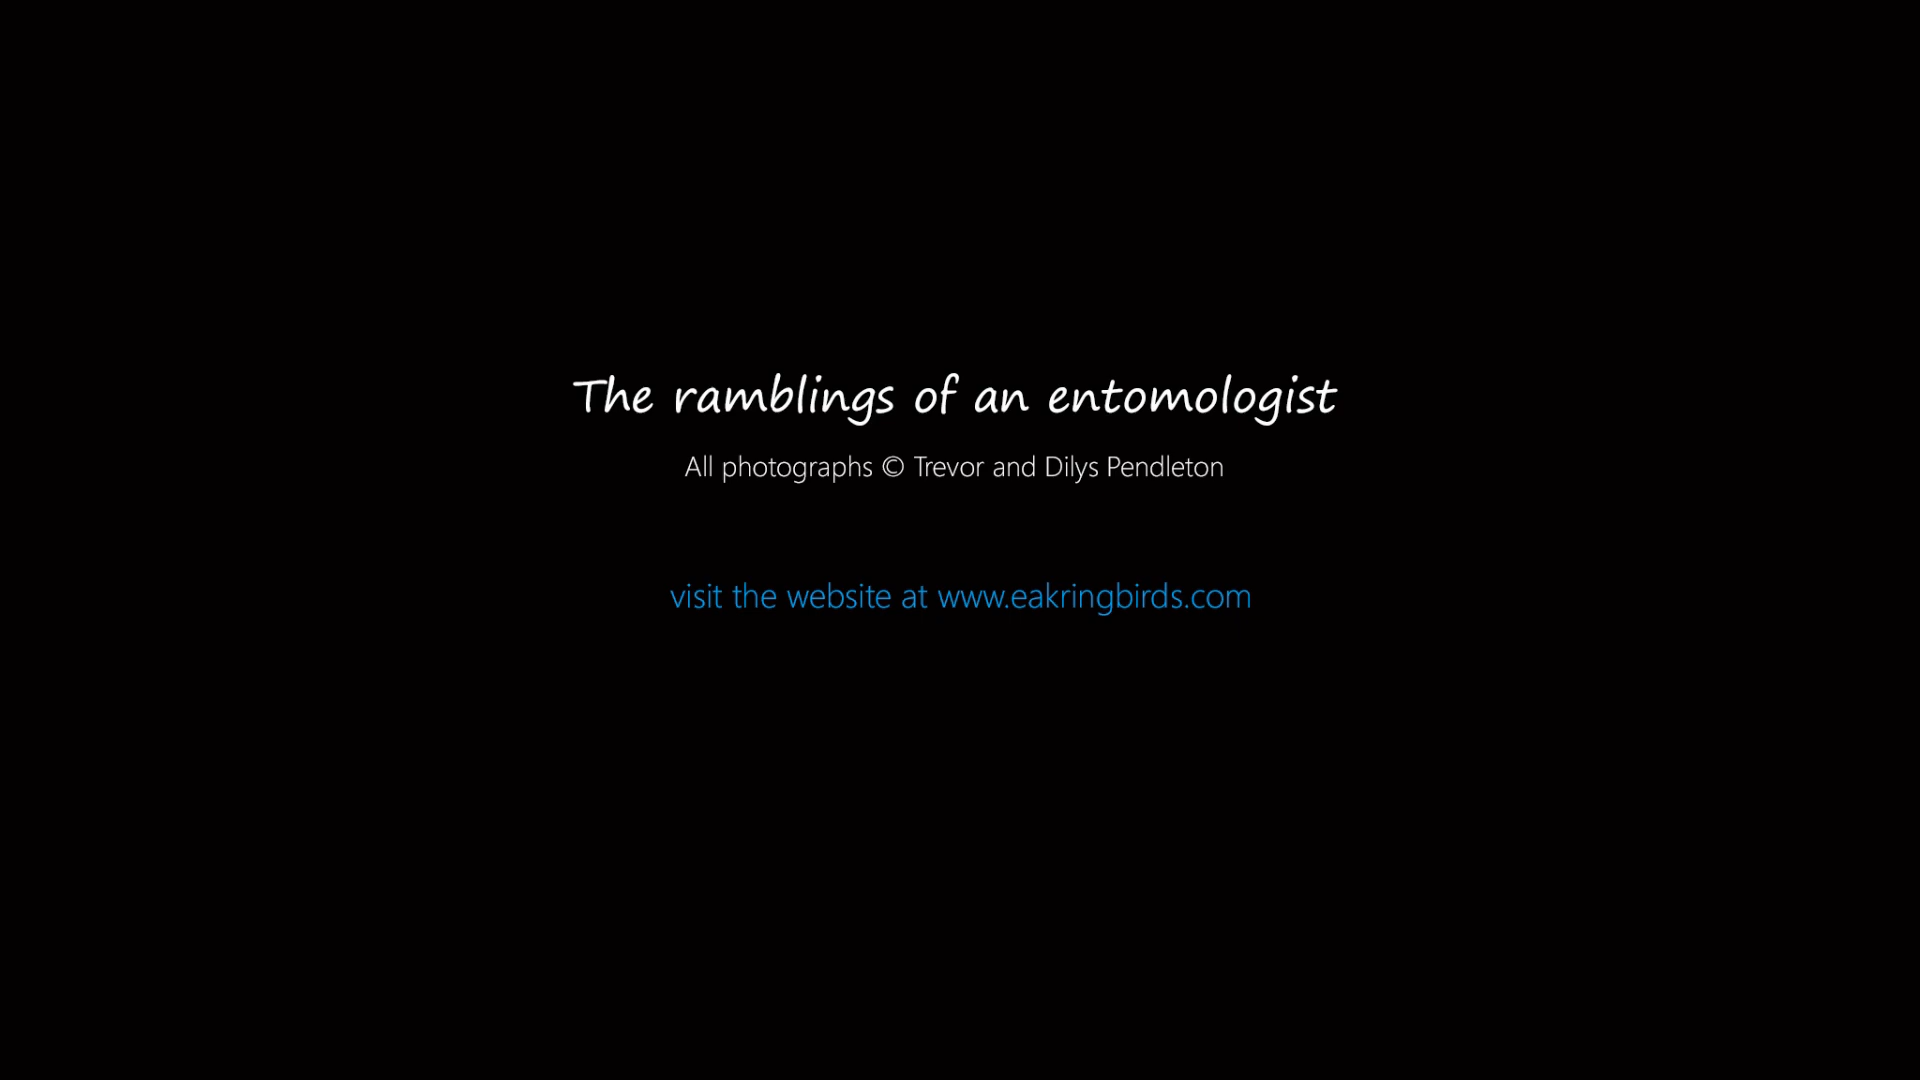 The ramblings of an entomologist
All photographs © Trevor and Dilys Pendleton
visit the website at www.eakringbirds.com